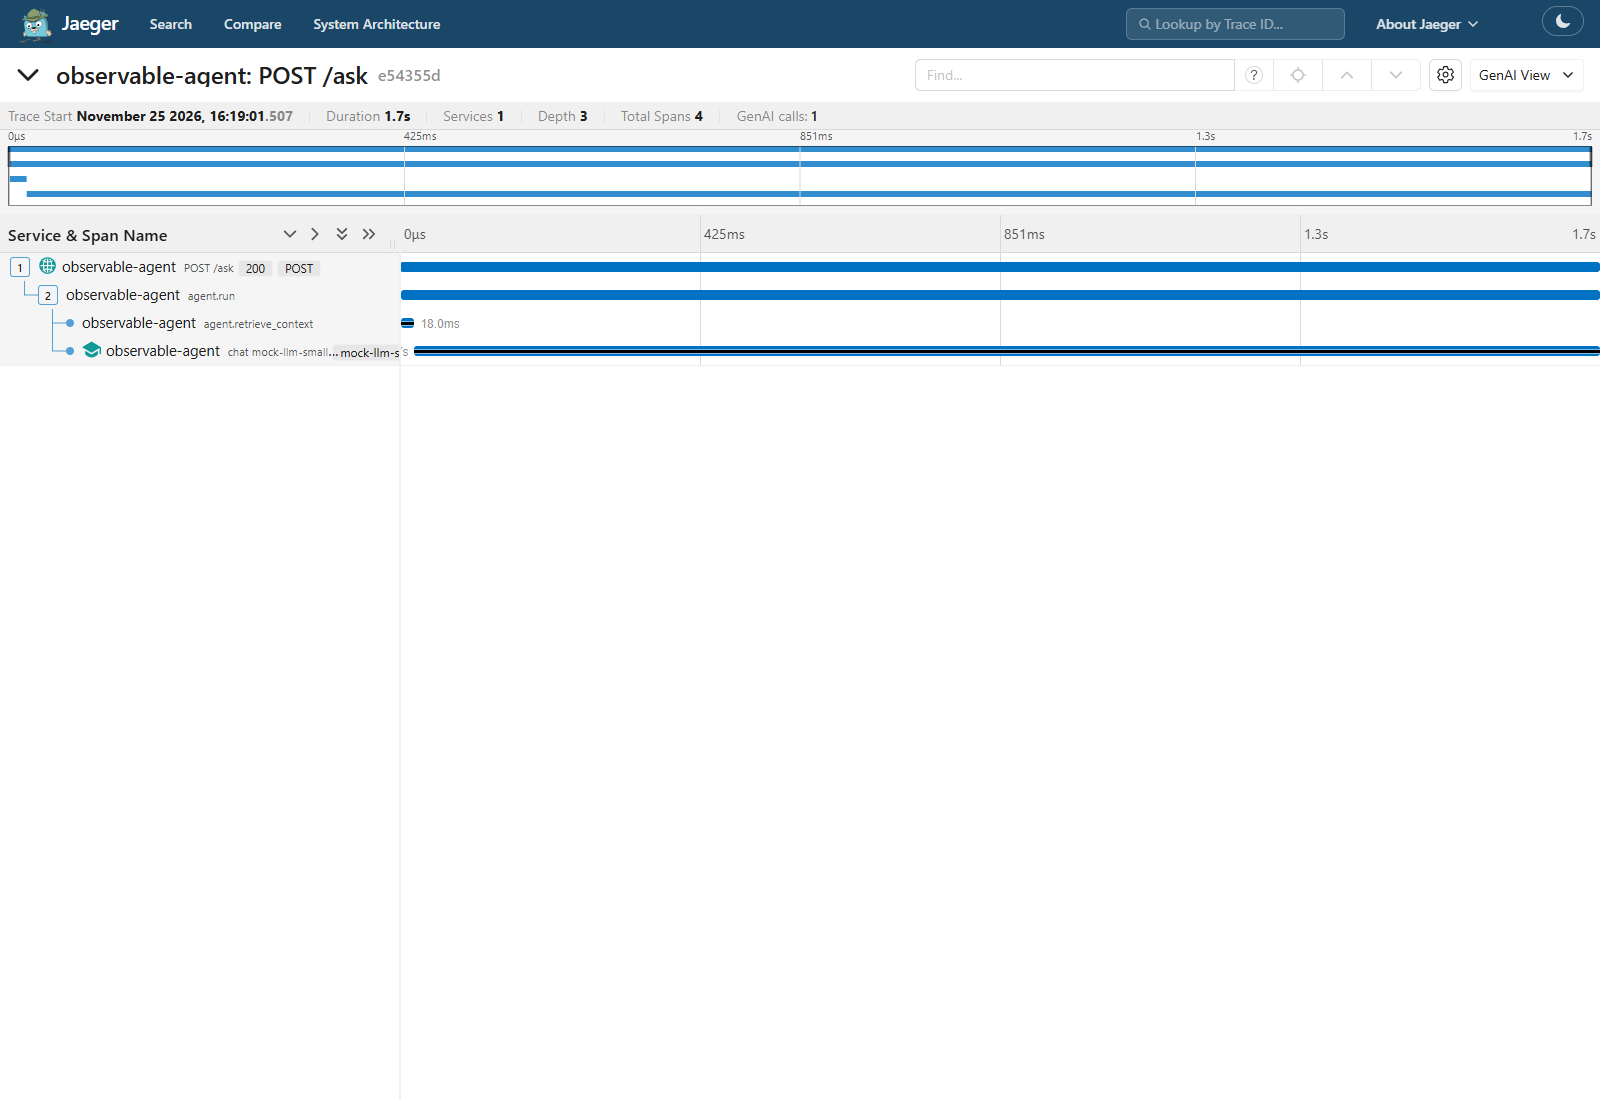 Jaeger Search Compare System Architecture Lookup by Trace ID... About Jaeger
observable-agent: POST /ask e54355d Find... ? GenAI View
Trace Start November 25 2026, 16:19:01.507 Duration 1.7s Services 1 Depth 3 Total Spans 4 GenAI calls: 1
0μs 425ms 851ms 1.3s 1.7s
Service & Span Name 0μs 425ms 851ms 1.3s 1.7s
1 observable-agent POST /ask 200 POST
2 observable-agent agent.run
observable-agent agent.retrieve_context 18.0ms
observable-agent chat mock-llm-small... mock-llm-s s